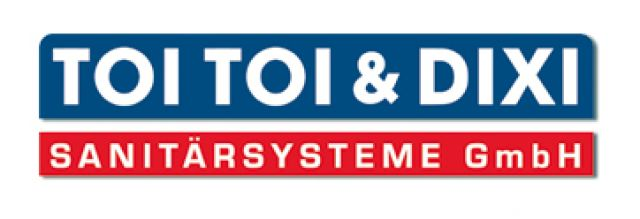 TOI TOI & DIXI
SANITÄRSYSTEME GmbH